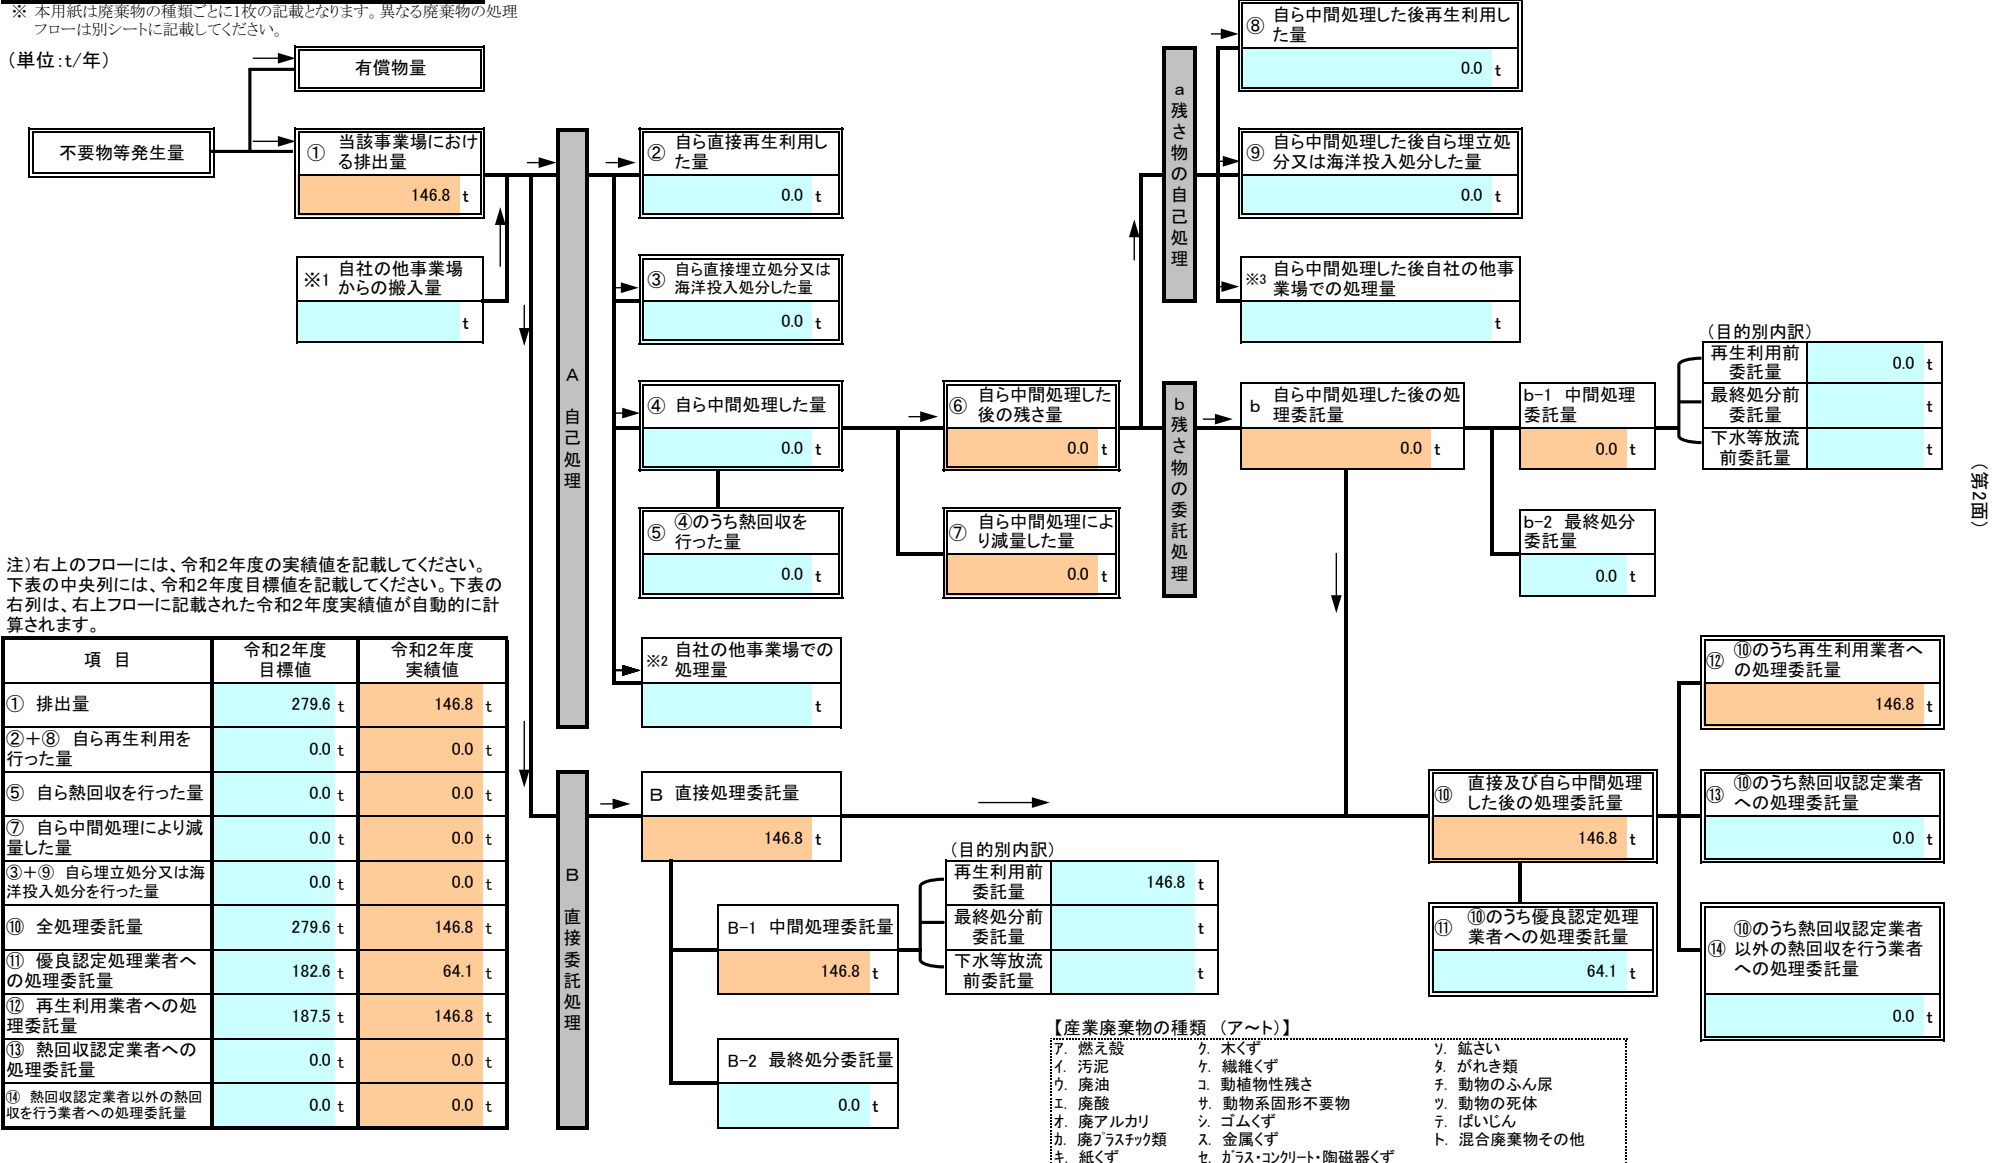 ※ 本用紙は廃棄物の種類ごとに1枚の記載となります。異なる廃棄物の処理
フローは別シートに記載してください。
(単位:t/年)
不要物等発生量
有償物量
① 当該事業場におけ
る排出量
146.8 t
※1 自社の他事業場
からの搬入量
t
A 自己処理
② 自ら直接再生利用し
た量
0.0 t
③ 自ら直接埋立処分又は
海洋投入処分した量
0.0 t
④ 自ら中間処理した量
0.0 t
⑤ ④のうち熱回収を
行った量
0.0 t
※2 自社の他事業場での
処理量
t
⑥ 自ら中間処理した
後の残さ量
0.0 t
⑦ 自ら中間処理によ
り減量した量
0.0 t
a 残さ物の自己処理
⑧ 自ら中間処理した後再生利用し
た量
0.0 t
⑨ 自ら中間処理した後自ら埋立処
分又は海洋投入処分した量
0.0 t
※3 自ら中間処理した後自社の他事
業場での処理量
t
b 残さ物の委託処理
b 自ら中間処理した後の処
理委託量
0.0 t
b-1 中間処理
委託量
0.0 t
b-2 最終処分
委託量
0.0 t
(目的別内訳)
再生利用前
委託量
0.0 t
最終処分前
委託量
t
下水等放流
前委託量
t
(第2面)
注)右上のフローには、令和2年度の実績値を記載してください。
下表の中央列には、令和2年度目標値を記載してください。下表の
右列は、右上フローに記載された令和2年度実績値が自動的に計
算されます。
項 目
令和2年度
目標値
令和2年度
実績値
① 排出量 279.6 t 146.8 t
②+⑧ 自ら再生利用を
行った量
0.0 t 0.0 t
⑤ 自ら熱回収を行った量 0.0 t 0.0 t
⑦ 自ら中間処理により減
量した量
0.0 t 0.0 t
③+⑨ 自ら埋立処分又は海
洋投入処分を行った量
0.0 t 0.0 t
⑩ 全処理委託量 279.6 t 146.8 t
⑪ 優良認定処理業者へ
の処理委託量
182.6 t 64.1 t
⑫ 再生利用業者への処
理委託量
187.5 t 146.8 t
⑬ 熱回収認定業者への
処理委託量
0.0 t 0.0 t
⑭ 熱回収認定業者以外の熱回
収を行う業者への処理委託量
0.0 t 0.0 t
B 直接委託処理
B 直接処理委託量
146.8 t
B-1 中間処理委託量
146.8 t
B-2 最終処分委託量
0.0 t
(目的別内訳)
再生利用前
委託量
146.8 t
最終処分前
委託量
t
下水等放流
前委託量
t
⑩ 直接及び自ら中間処理
した後の処理委託量
146.8 t
⑪ ⑩のうち優良認定処理
業者への処理委託量
64.1 t
⑫ ⑩のうち再生利用業者へ
の処理委託量
146.8 t
⑬ ⑩のうち熱回収認定業者
への処理委託量
0.0 t
⑭ ⑩のうち熱回収認定業者
以外の熱回収を行う業者
への処理委託量
0.0 t
【産業廃棄物の種類 (ア~ト)】
ア. 燃え殻 ク. 木くず ソ. 鉱さい
イ. 汚泥 ケ. 繊維くず タ. がれき類
ウ. 廃油 コ. 動植物性残さ チ. 動物のふん尿
エ. 廃酸 サ. 動物系固形不要物 ツ. 動物の死体
オ. 廃アルカリ シ. ゴムくず テ. ばいじん
カ. 廃プラスチック類 ス. 金属くず ト. 混合廃棄物その他
キ. 紙くず セ. ガラス・コンクリート・陶磁器くず